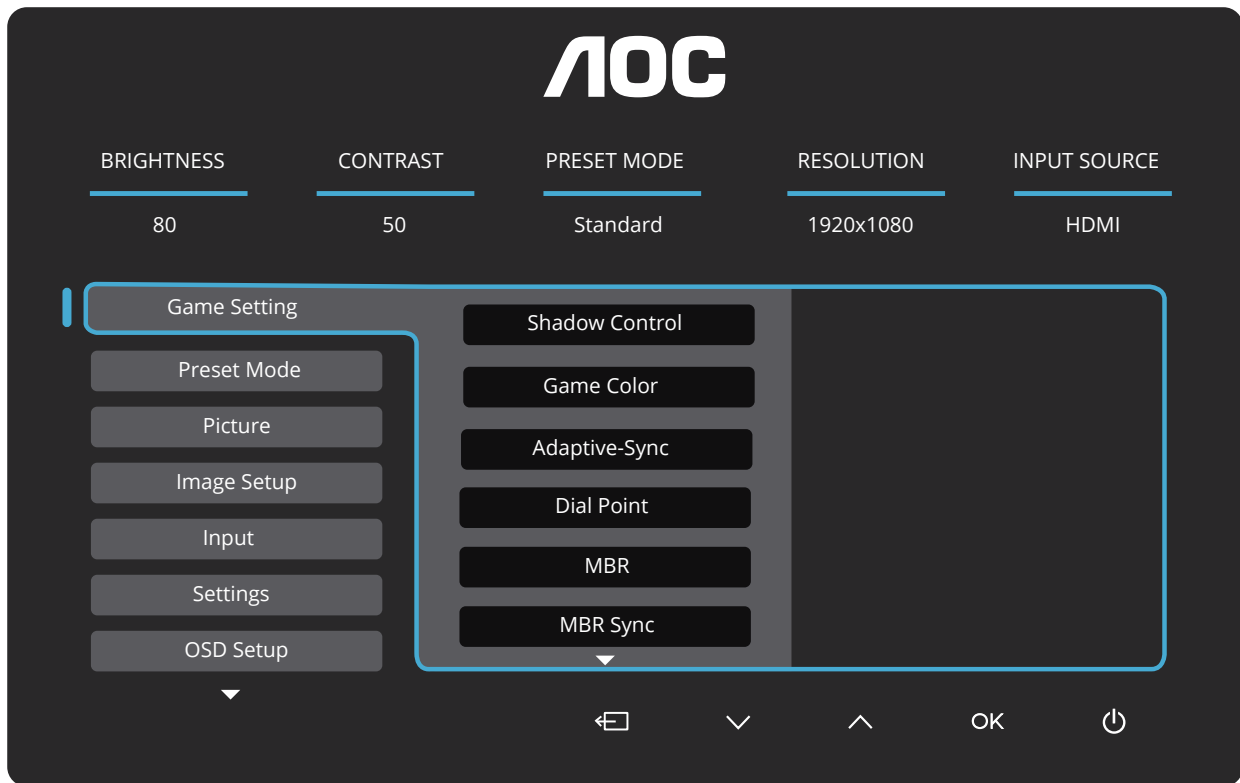 AOC
BRIGHTNESS CONTRAST PRESET MODE RESOLUTION INPUT SOURCE
80 50 Standard 1920x1080 HDMI
Game Setting
Preset Mode
Picture
Image Setup
Input
Settings
OSD Setup
Shadow Control
Game Color
Adaptive-Sync
Dial Point
MBR
MBR Sync
OK